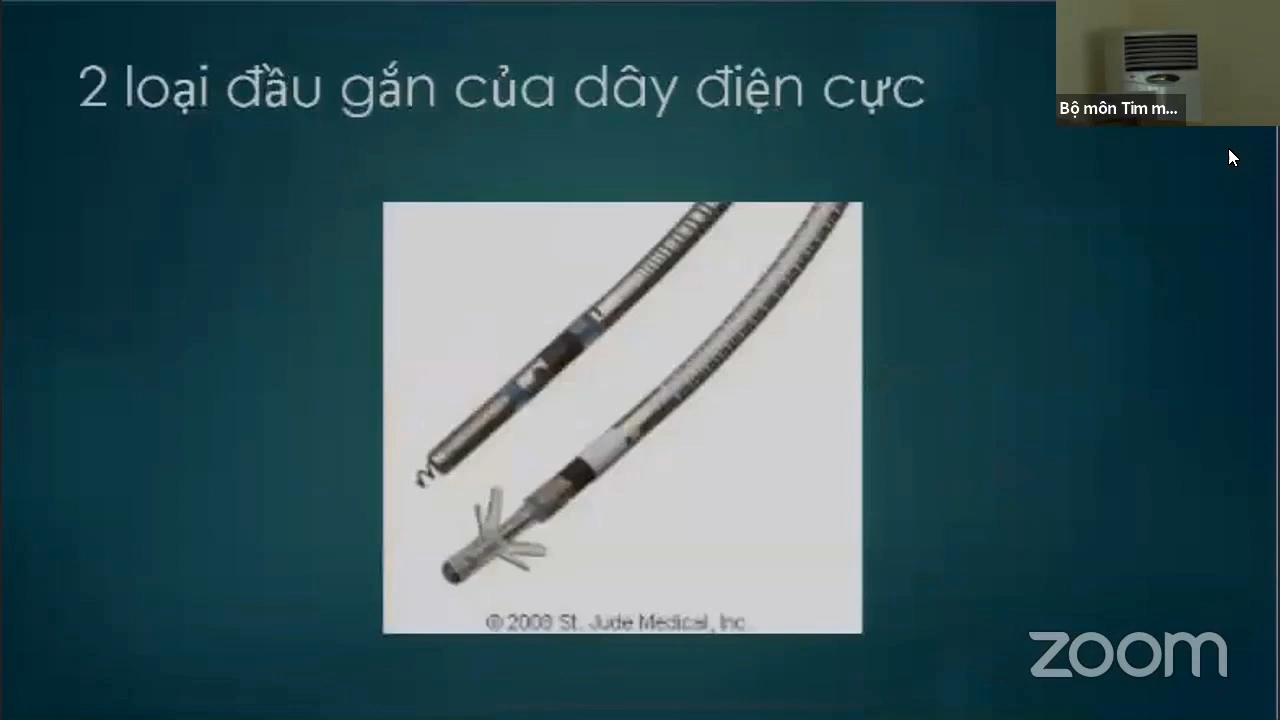 2 loại đầu gắn của dây điện cực
Bộ môn Tim m...
© 2008 St. Jude Medical, Inc.
zoom